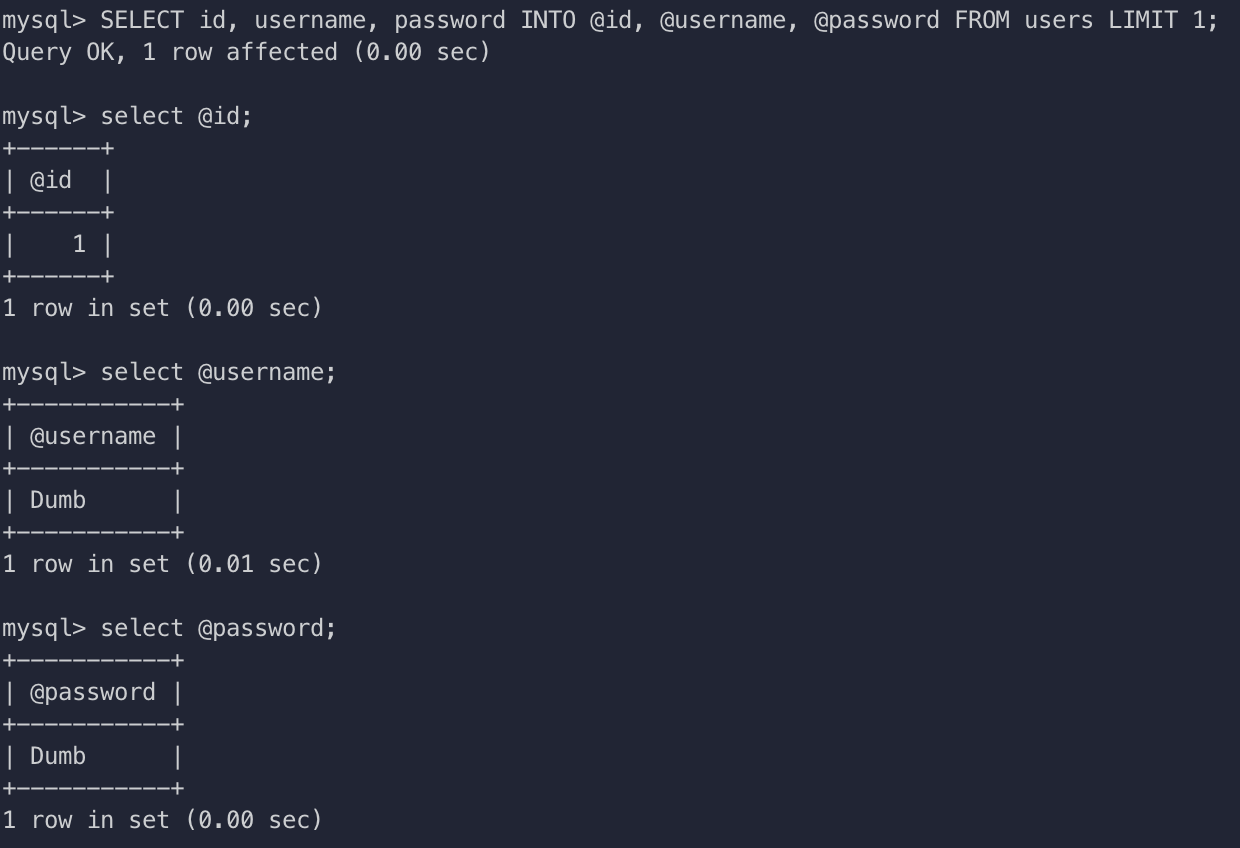 mysql> SELECT id, username, password INTO @id, @username, @password FROM users LIMIT 1;
Query OK, 1 row affected (0.00 sec)

mysql> select @id;
+------+
| @id  |
+------+
|    1 |
+------+
1 row in set (0.00 sec)

mysql> select @username;
+-----------+
| @username |
+-----------+
| Dumb      |
+-----------+
1 row in set (0.01 sec)

mysql> select @password;
+-----------+
| @password |
+-----------+
| Dumb      |
+-----------+
1 row in set (0.00 sec)